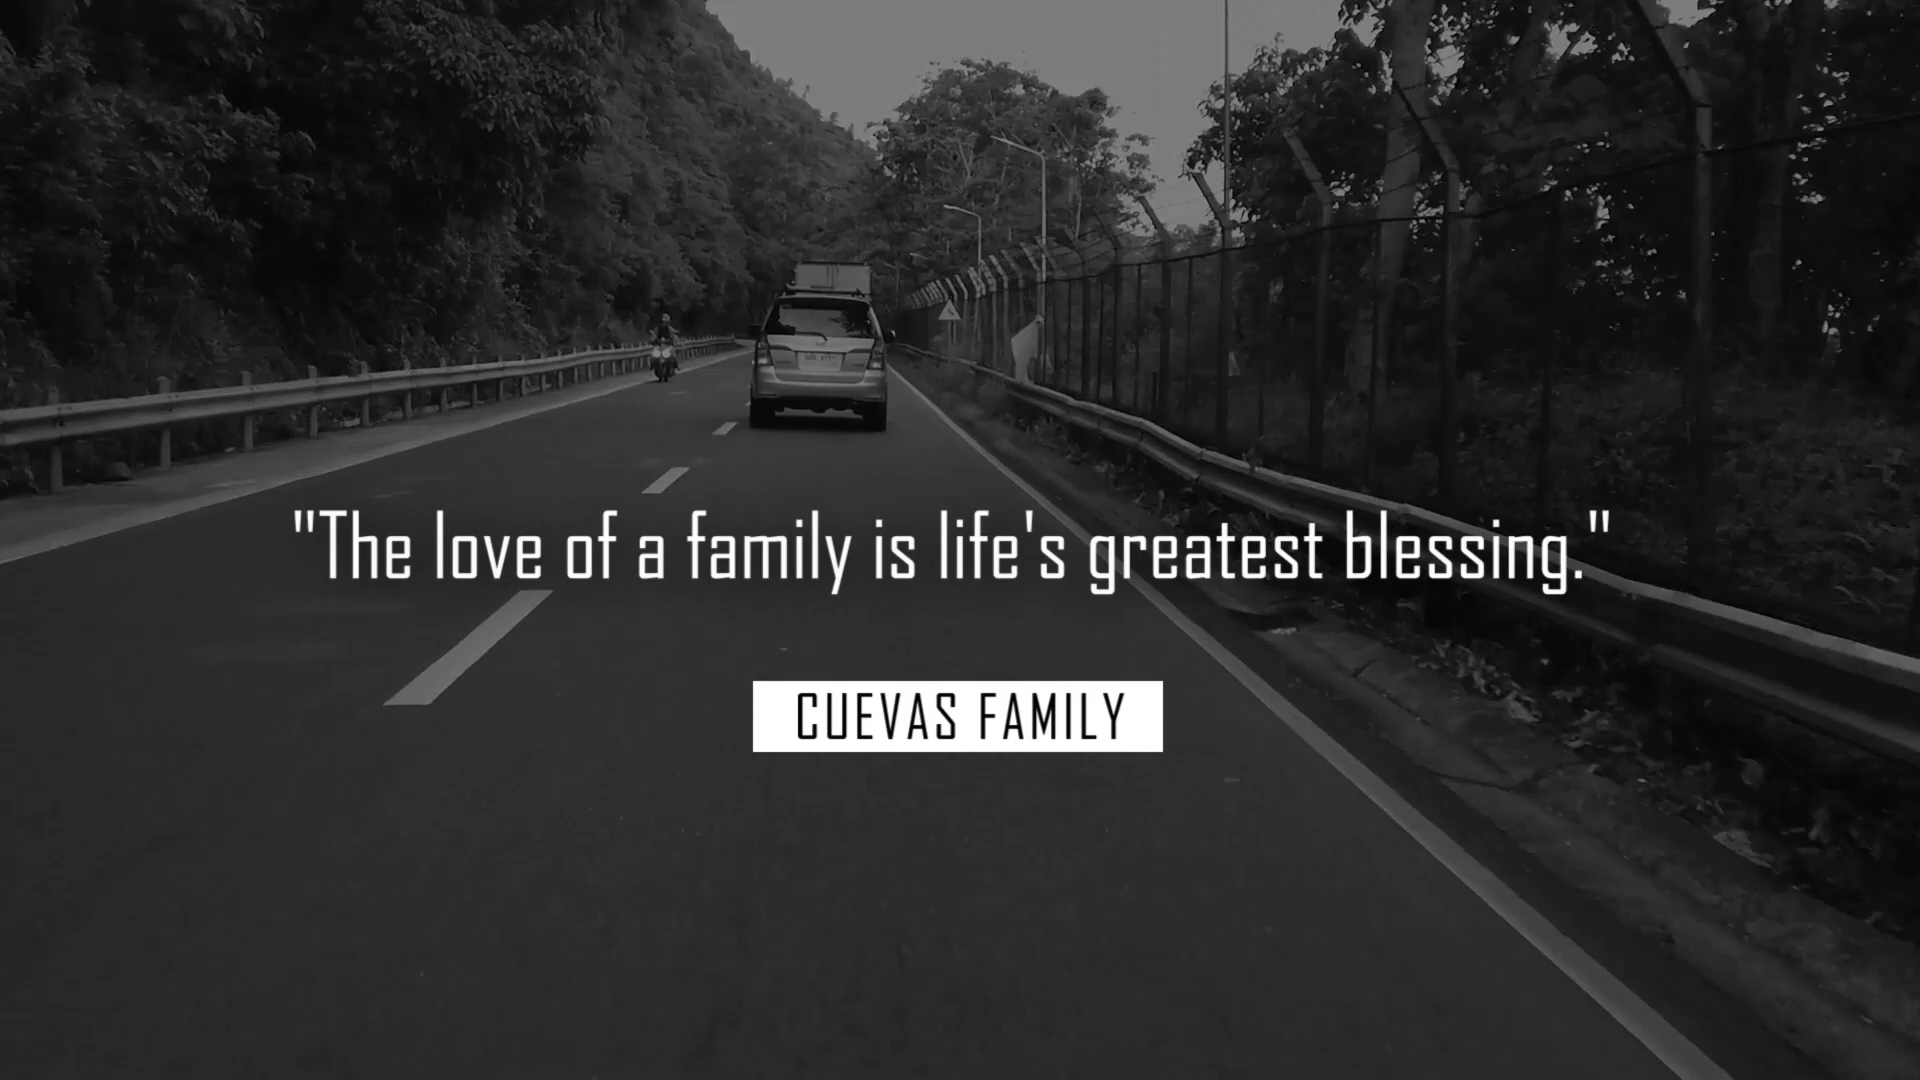 "The love of a family is life's greatest blessing."
CUEVAS FAMILY